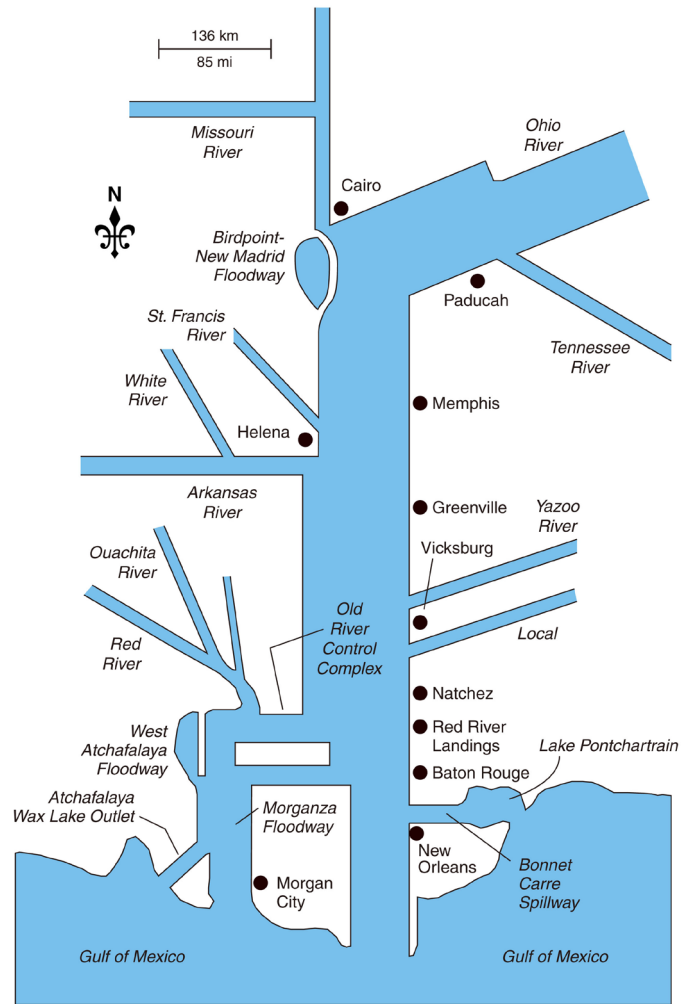 136 km
85 mi
Missouri
River
Ohio
River
N
Cairo
Birdpoint-
New Madrid
Floodway
Paducah
St. Francis
River
Tennessee
River
White
River
Memphis
Helena
Arkansas
River
Greenville
Yazoo
River
Ouachita
River
Vicksburg
Old
River
Control
Complex
Local
Red
River
Natchez
West
Atchafalaya
Floodway
Red River
Landings
Lake Pontchartrain
Baton Rouge
Atchafalaya
Wax Lake Outlet
Morganza
Floodway
New
Orleans
Bonnet
Carre
Spillway
Morgan
City
Gulf of Mexico
Gulf of Mexico